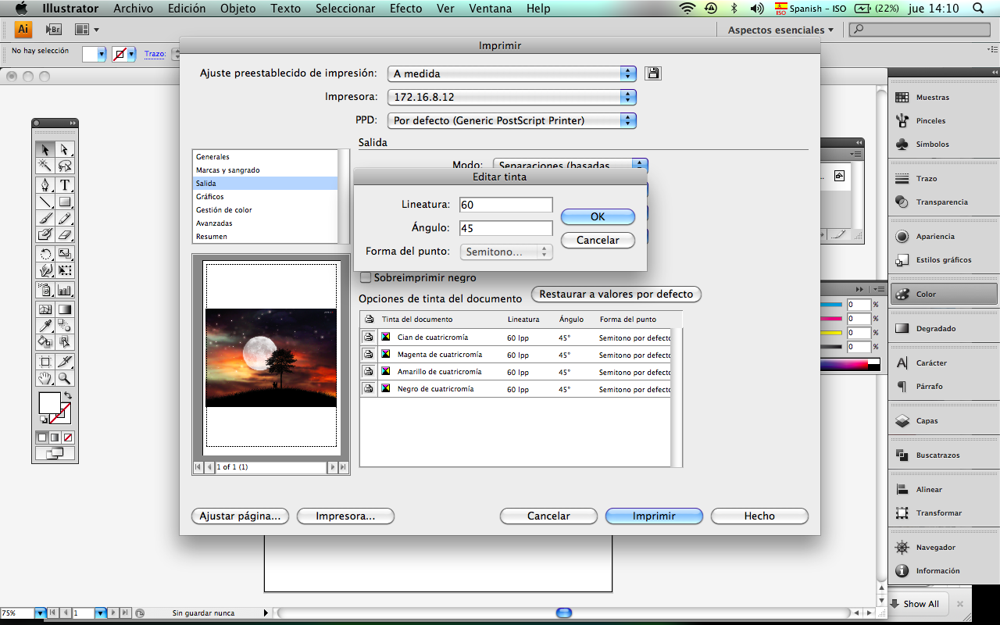 Illustrator Archivo Edición Objeto Texto Seleccionar Efecto Ver Ventana Help Spanish - ISO (22%) jue 14:10
Ai Br Aspectos esenciales
No hay selección Trazo:
Imprimir
Ajuste preestablecido de impresión: A medida
Impresora: 172.16.8.12
PPD: Por defecto (Generic PostScript Printer)
Salida
Generales
Marcas y sangrado
Salida
Gráficos
Gestión de color
Avanzadas
Resumen
Modo: Separaciones (basadas
Editar tinta
Lineatura: 60
Ángulo: 45
Forma del punto: Semitono...
OK
Cancelar
Sobreimprimir negro
Opciones de tinta del documento Restaurar a valores por defecto
Tinta del documento Lineatura Ángulo Forma del punto
Cian de cuatricromía 60 lpp 45° Semitono por defecto
Magenta de cuatricromía 60 lpp 45° Semitono por defecto
Amarillo de cuatricromía 60 lpp 45° Semitono por defecto
Negro de cuatricromía 60 lpp 45° Semitono por defecto
1 of 1 (1)
Ajustar página... Impresora... Cancelar Imprimir Hecho
Muestras
Pinceles
Símbolos
Trazo
Transparencia
Apariencia
Estilos gráficos
Color
Degradado
Carácter
Párrafo
Capas
Buscatrazos
Alinear
Transformar
Navegador
Información
0 %
0 %
0 %
0 %
75% 1 Sin guardar nunca
Show All